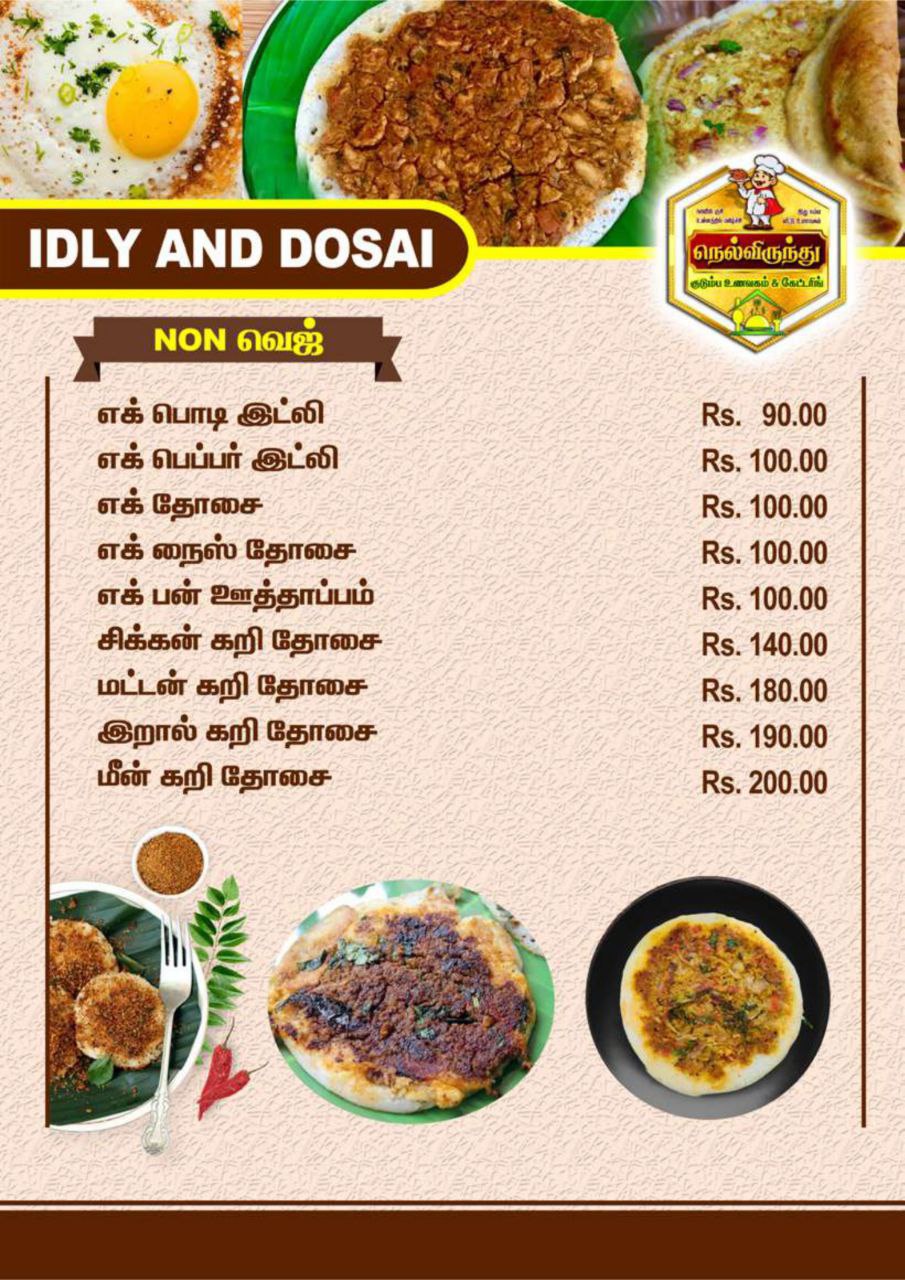 IDLY AND DOSAI
நெல்விருந்து
குடும்ப உணவகம் & கேட்டரிங்
NON வெஜ்
எக் பொடி இட்லி Rs. 90.00
எக் பெப்பர் இட்லி Rs. 100.00
எக் தோசை Rs. 100.00
எக் நைஸ் தோசை Rs. 100.00
எக் பன் ஊத்தாப்பம் Rs. 100.00
சிக்கன் கறி தோசை Rs. 140.00
மட்டன் கறி தோசை Rs. 180.00
இறால் கறி தோசை Rs. 190.00
மீன் கறி தோசை Rs. 200.00